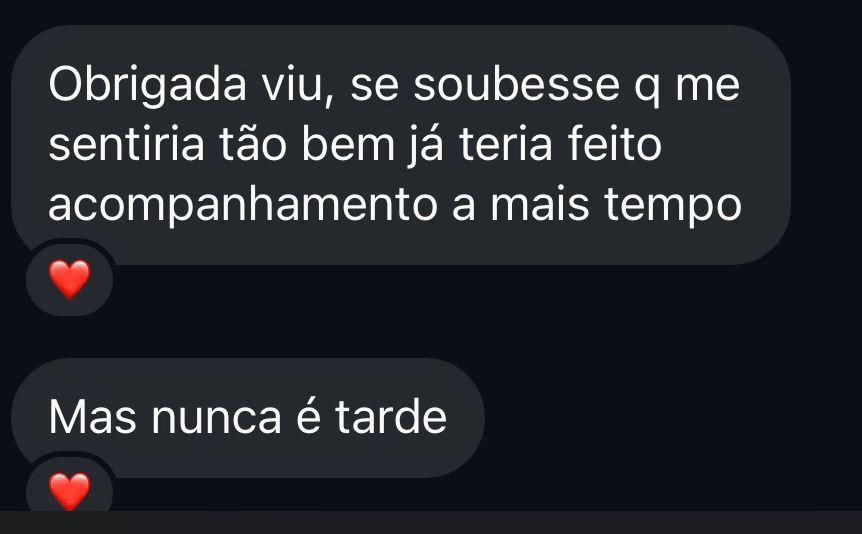 Obrigada viu, se soubesse q me
sentiria tão bem já teria feito
acompanhamento a mais tempo
Mas nunca é tarde